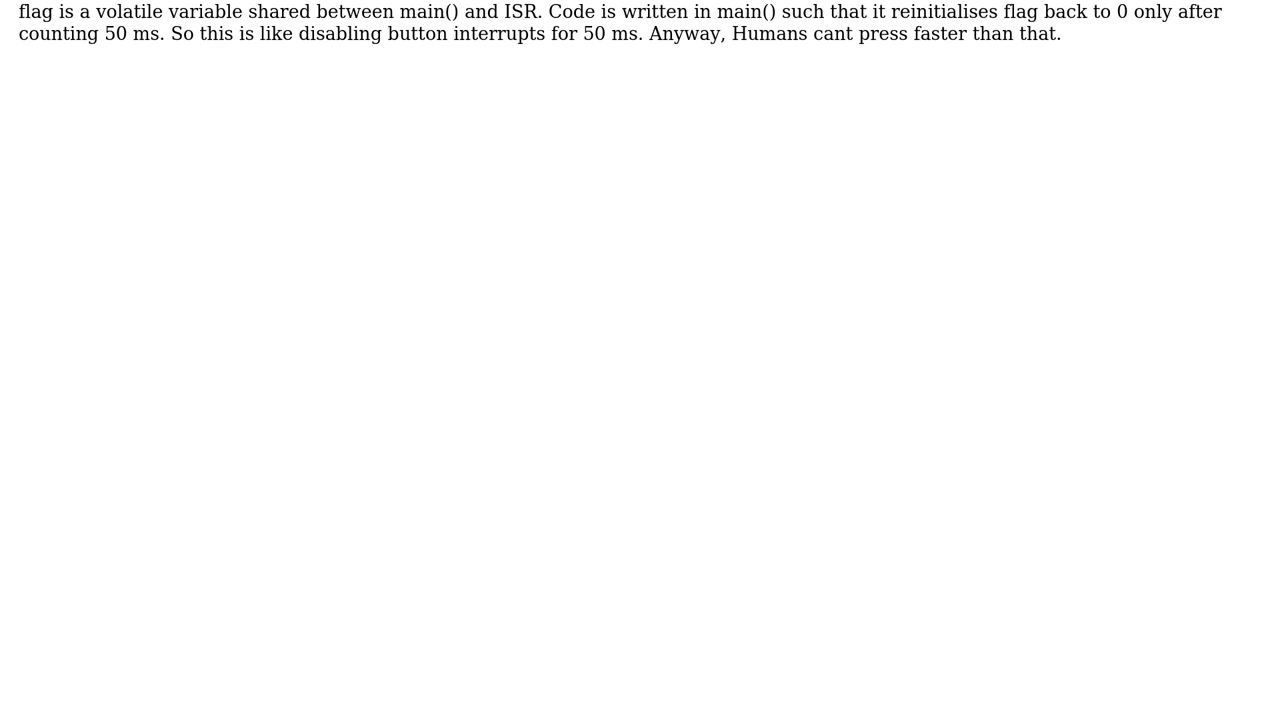 flag is a volatile variable shared between main() and ISR. Code is written in main() such that it reinitialises flag back to 0 only after
counting 50 ms. So this is like disabling button interrupts for 50 ms. Anyway, Humans cant press faster than that.